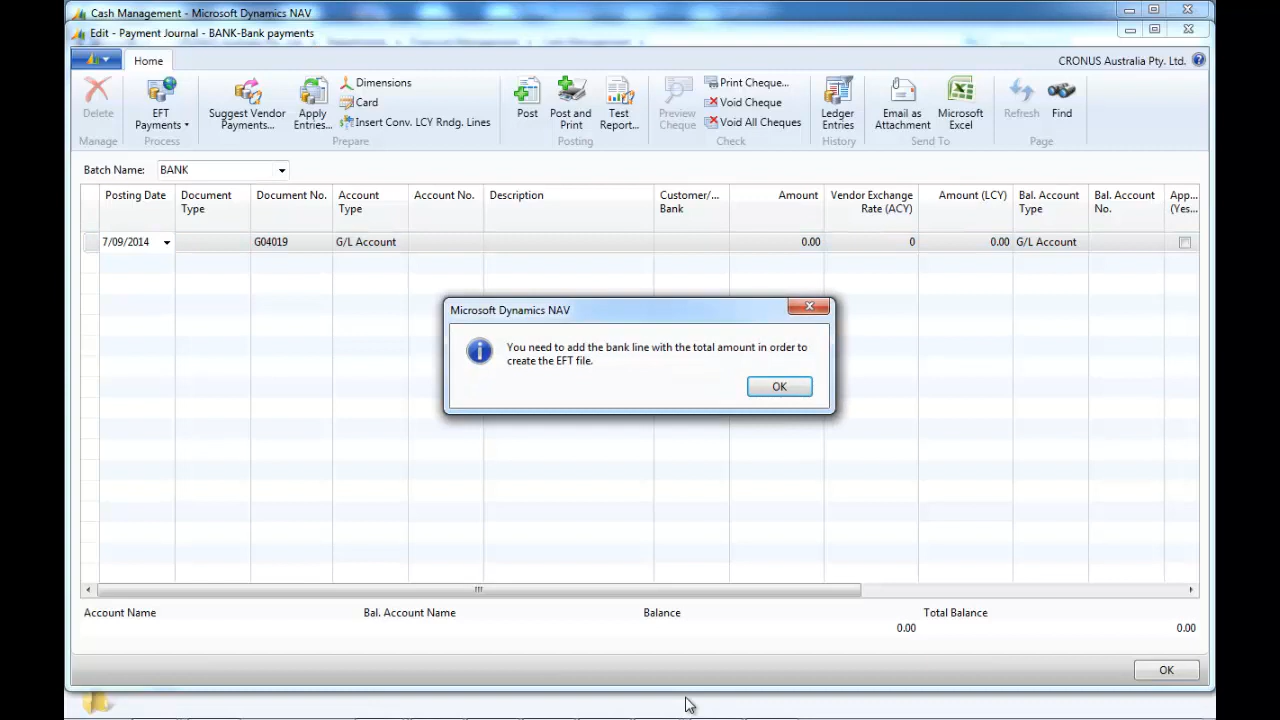 Cash Management - Microsoft Dynamics NAV
Edit - Payment Journal - BANK-Bank payments
Home
CRONUS Australia Pty. Ltd.
Delete
EFT
Payments
Suggest Vendor
Payments...
Apply
Entries...
Dimensions
Card
Insert Conv. LCY Rndg. Lines
Post
Post and
Print
Test
Report...
Preview
Cheque
Print Cheque...
Void Cheque
Void All Cheques
Ledger
Entries
Email as
Attachment
Microsoft
Excel
Refresh
Find
Manage
Process
Prepare
Posting
Check
History
Send To
Page
Batch Name:
BANK
Posting Date
Document
Type
Document No.
Account
Type
Account No.
Description
Customer/...
Bank
Amount
Vendor Exchange
Rate (ACY)
Amount (LCY)
Bal. Account
Type
Bal. Account
No.
App...
(Yes...
7/09/2014
G04019
G/L Account
0.00
0
0.00
G/L Account
Microsoft Dynamics NAV
You need to add the bank line with the total amount in order to
create the EFT file.
OK
Account Name
Bal. Account Name
Balance
Total Balance
0.00
0.00
OK